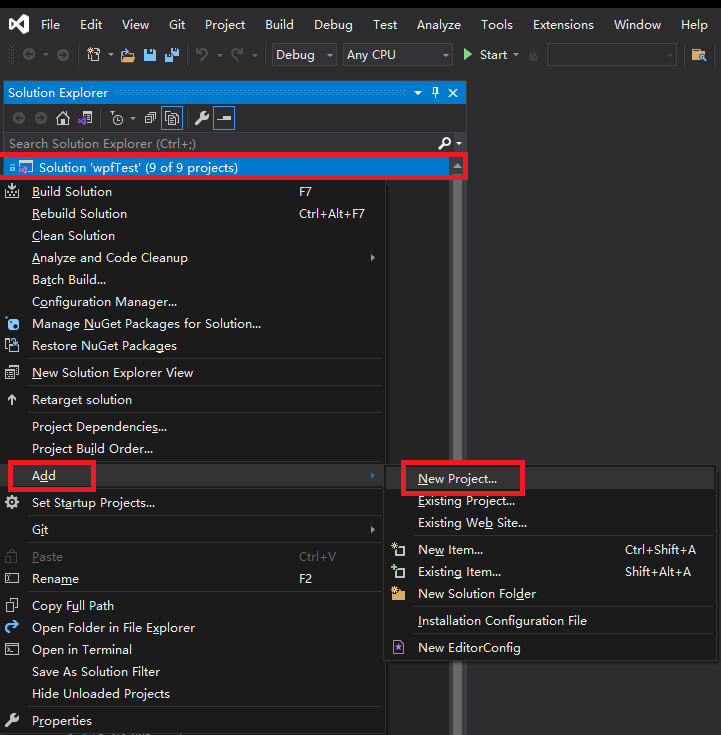 File Edit View Git Project Build Debug Test Analyze Tools Extensions Window Help
Debug Any CPU Start
Solution Explorer
Search Solution Explorer (Ctrl+;)
Solution 'wpfTest' (9 of 9 projects)
Build Solution F7
Rebuild Solution Ctrl+Alt+F7
Clean Solution
Analyze and Code Cleanup
Batch Build...
Configuration Manager...
Manage NuGet Packages for Solution...
Restore NuGet Packages
New Solution Explorer View
Retarget solution
Project Dependencies...
Project Build Order...
Add
Set Startup Projects...
Git
Paste Ctrl+V
Rename F2
Copy Full Path
Open Folder in File Explorer
Open in Terminal
Save As Solution Filter
Hide Unloaded Projects
Properties
New Project...
Existing Project...
Existing Web Site...
New Item... Ctrl+Shift+A
Existing Item... Shift+Alt+A
New Solution Folder
Installation Configuration File
New EditorConfig